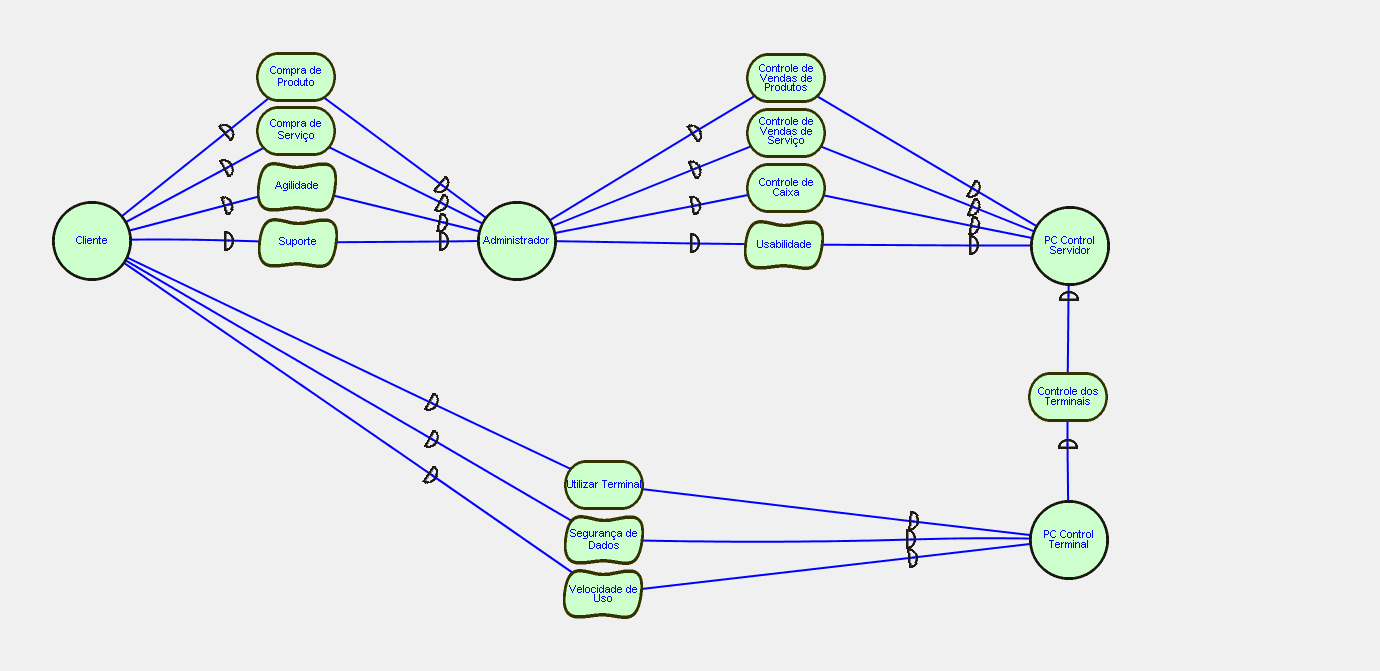 Compra de
Produto
Compra de
Serviço
Agilidade
Suporte
Cliente
Administrador
Controle de
Vendas de
Produtos
Controle de
Vendas de
Serviço
Controle de
Caixa
Usabilidade
PC Control
Servidor
Controle dos
Terminais
Utilizar Terminal
Segurança de
Dados
Velocidade de
Uso
PC Control
Terminal